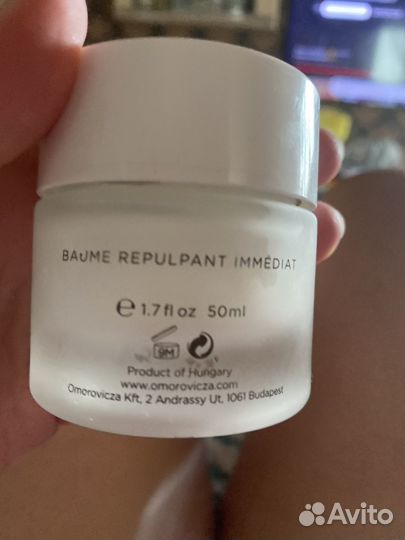 BAUME REPULPANT IMMÉDIAT
e 1.7 fl oz 50ml
9M
Product of Hungary
www.omorovicza.com
Omorovicza Kft, 2 Andrassy Ut. 1061 Budapest
Avito